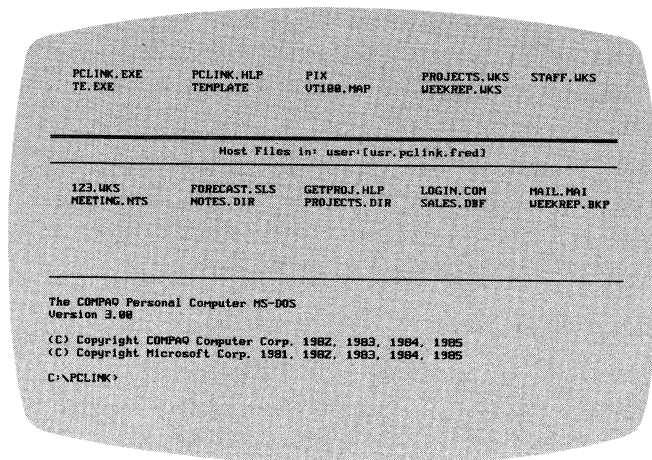 PCLINK.EXE PCLINK.HLP PIX PROJECTS.WKS STAFF.WKS
TE.EXE TEMPLATE VT100.MAP WEEKREP.WKS
Host Files in: user:[usr.pclink.fred]
123.WKS FORECAST.SLS GETPROJ.HLP LOGIN.COM MAIL.MAI
MEETING.NTS NOTES.DIR PROJECTS.DIR SALES.DBF WEEKREP.BKP
The COMPAQ Personal Computer MS-DOS
Version 3.00
(C) Copyright COMPAQ Computer Corp. 1982, 1983, 1984, 1985
(C) Copyright Microsoft Corp. 1981, 1982, 1983, 1984, 1985
C:\PCLINK>